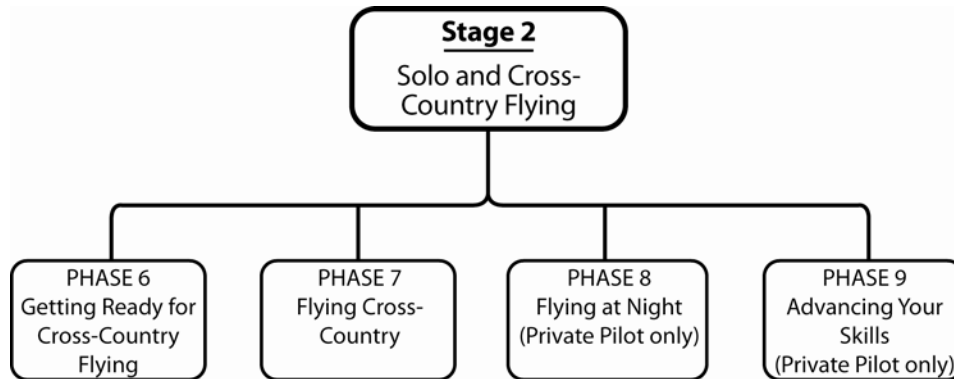 Stage 2
Solo and Cross-
Country Flying
PHASE 6
Getting Ready for
Cross-Country
Flying
PHASE 7
Flying Cross-
Country
PHASE 8
Flying at Night
(Private Pilot only)
PHASE 9
Advancing Your
Skills
(Private Pilot only)